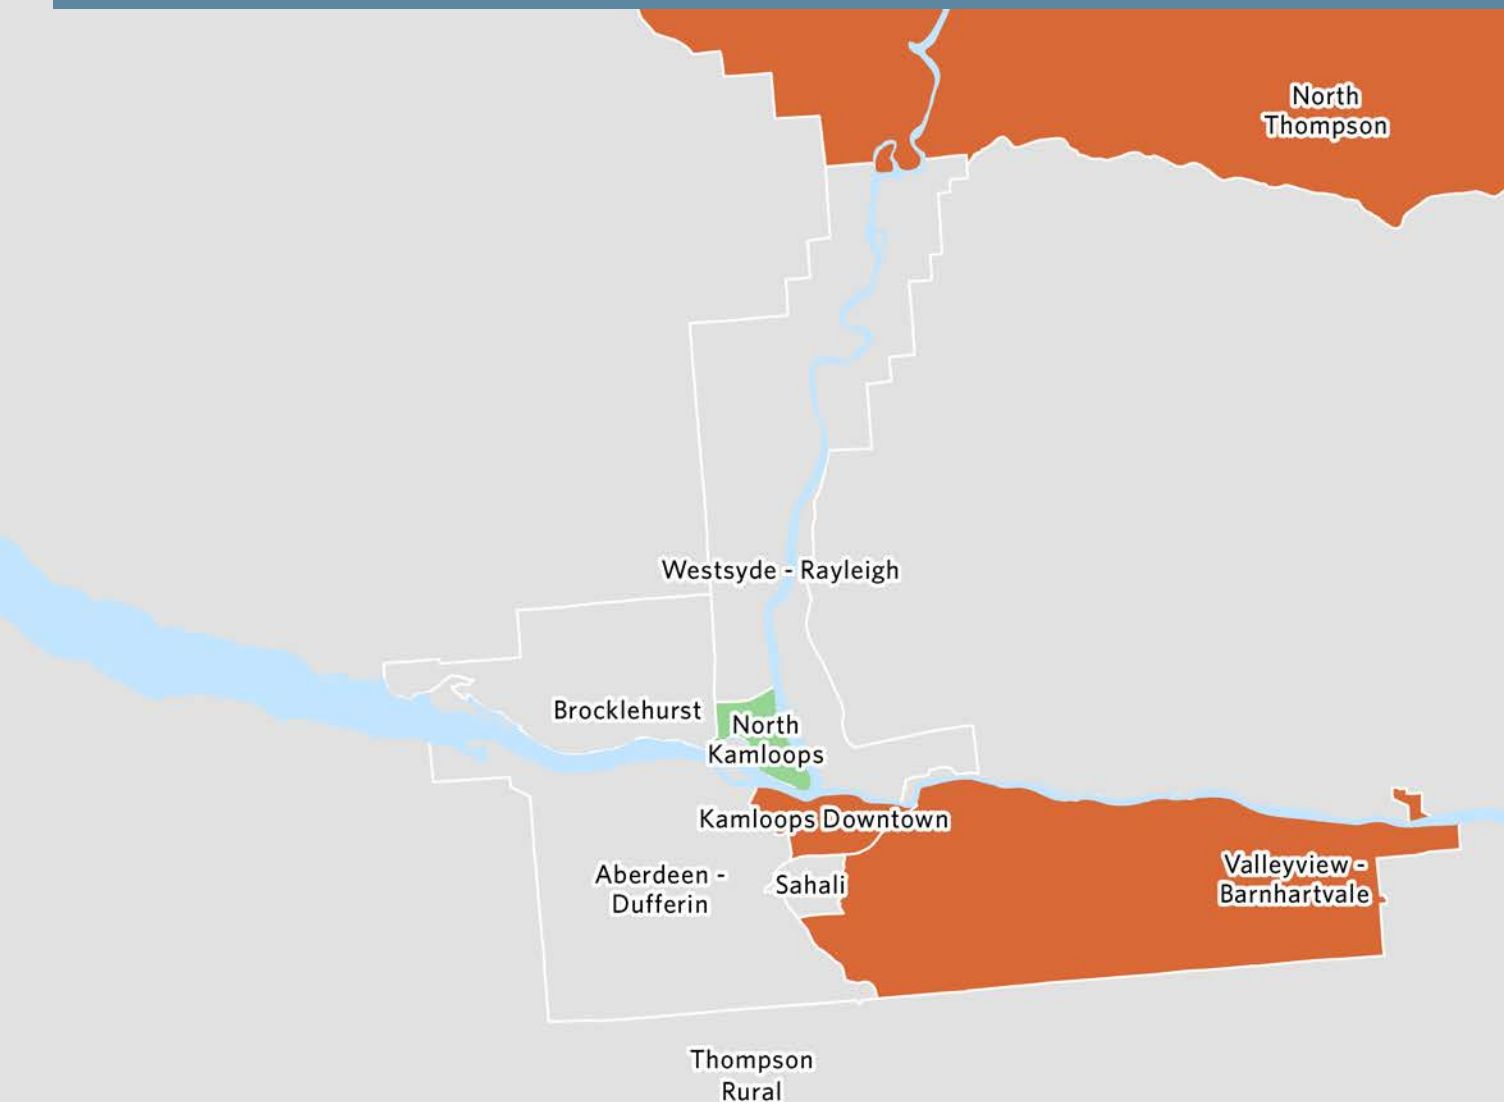 North
Thompson
Westsyde - Rayleigh
Brocklehurst
North
Kamloops
Kamloops Downtown
Aberdeen -
Dufferin
Sahali
Valleyview -
Barnhartvale
Thompson
Rural